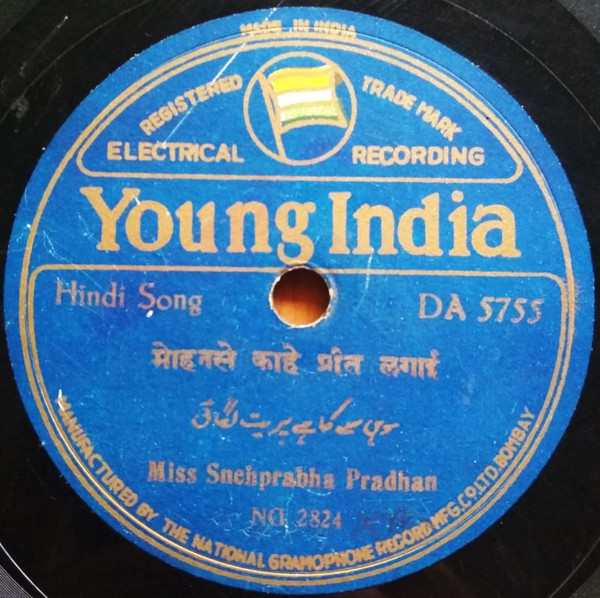 MADE IN INDIA
REGISTERED TRADE MARK
ELECTRICAL RECORDING
Young India
Hindi Song DA 5755
मोहनसे काहे प्रीत लगाई
Miss Snehprabha Pradhan
NG 2824
MANUFACTURED BY THE NATIONAL GRAMOPHONE RECORD MFG.CO.LTD.BOMBAY